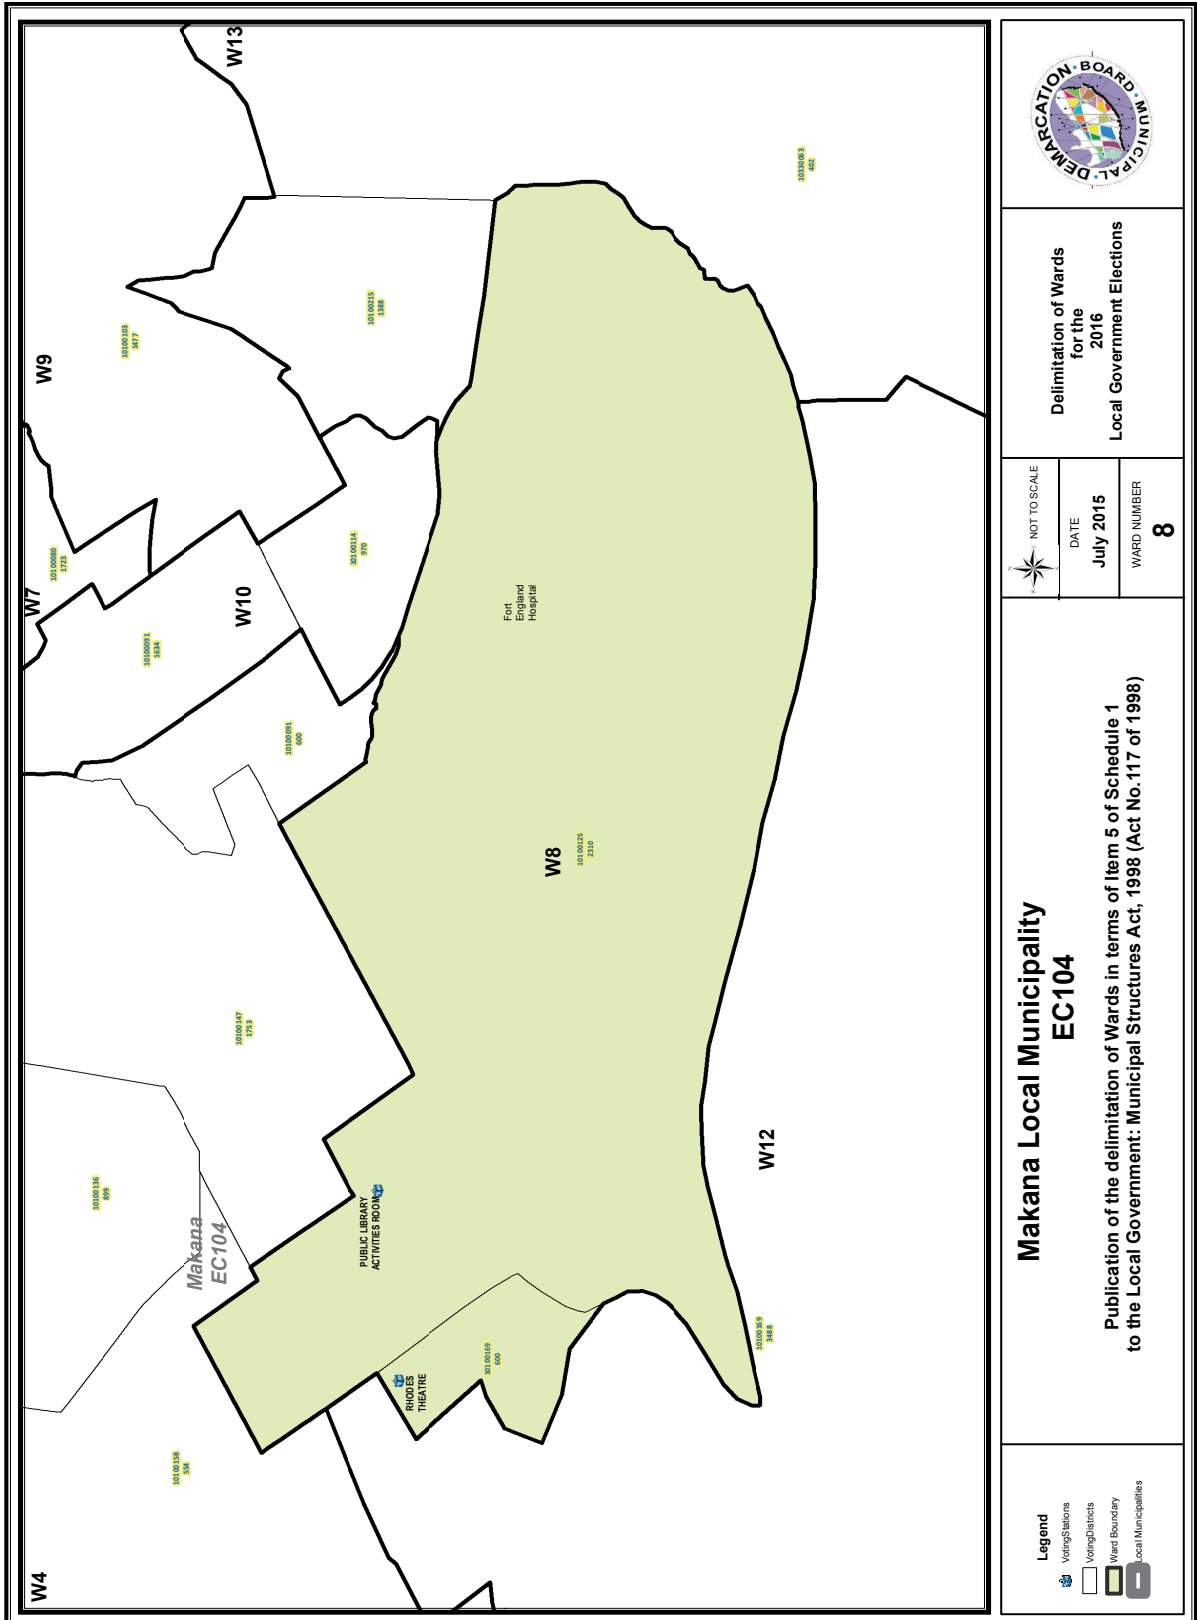 W4
W7
W9
W13
10100158
554
10100136
899
Makana
EC104
10100147
1753
10100091
600
10100091
1634
W10
10100080
1723
10100103
3477
10100114
970
10100215
1388
10330063
402
Fort
England
Hospital
W8
10100125
2310
PUBLIC LIBRARY
ACTIVITIES ROOM
RHODES
THEATRE
10100169
600
W12
10100369
3488
Legend
VotingStations
VotingDistricts
Ward Boundary
Local Municipalities
Makana Local Municipality
EC104
Publication of the delimitation of Wards in terms of Item 5 of Schedule 1
to the Local Government: Municipal Structures Act, 1998 (Act No.117 of 1998)
NOT TO SCALE
DATE
July 2015
WARD NUMBER
8
Delimitation of Wards
for the
2016
Local Government Elections
MUNICIPAL · DEMARCATION · BOARD ·